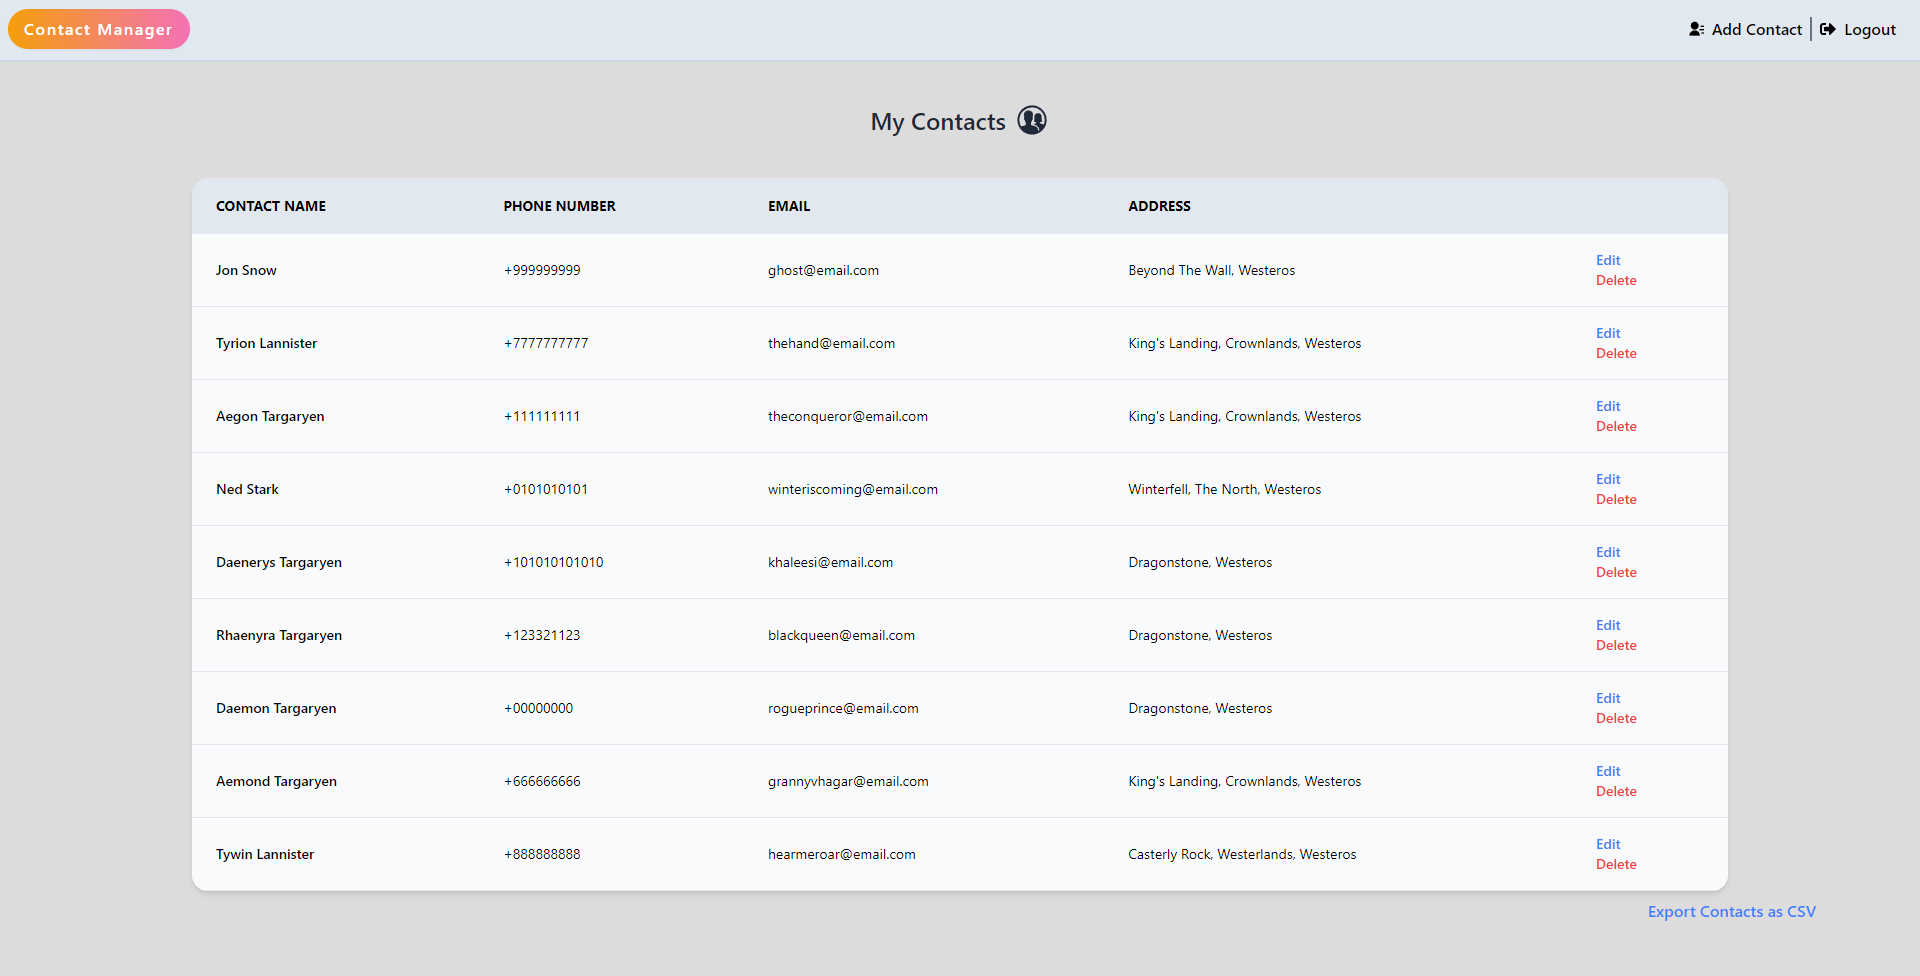 Contact Manager
Add Contact
Logout
My Contacts
CONTACT NAME PHONE NUMBER EMAIL ADDRESS
Jon Snow +999999999 ghost@email.com Beyond The Wall, Westeros Edit
Delete
Tyrion Lannister +7777777777 thehand@email.com King's Landing, Crownlands, Westeros Edit
Delete
Aegon Targaryen +111111111 theconqueror@email.com King's Landing, Crownlands, Westeros Edit
Delete
Ned Stark +0101010101 winteriscoming@email.com Winterfell, The North, Westeros Edit
Delete
Daenerys Targaryen +101010101010 khaleesi@email.com Dragonstone, Westeros Edit
Delete
Rhaenyra Targaryen +123321123 blackqueen@email.com Dragonstone, Westeros Edit
Delete
Daemon Targaryen +00000000 rogueprince@email.com Dragonstone, Westeros Edit
Delete
Aemond Targaryen +666666666 grannyvhagar@email.com King's Landing, Crownlands, Westeros Edit
Delete
Tywin Lannister +888888888 hearmeroar@email.com Casterly Rock, Westerlands, Westeros Edit
Delete
Export Contacts as CSV